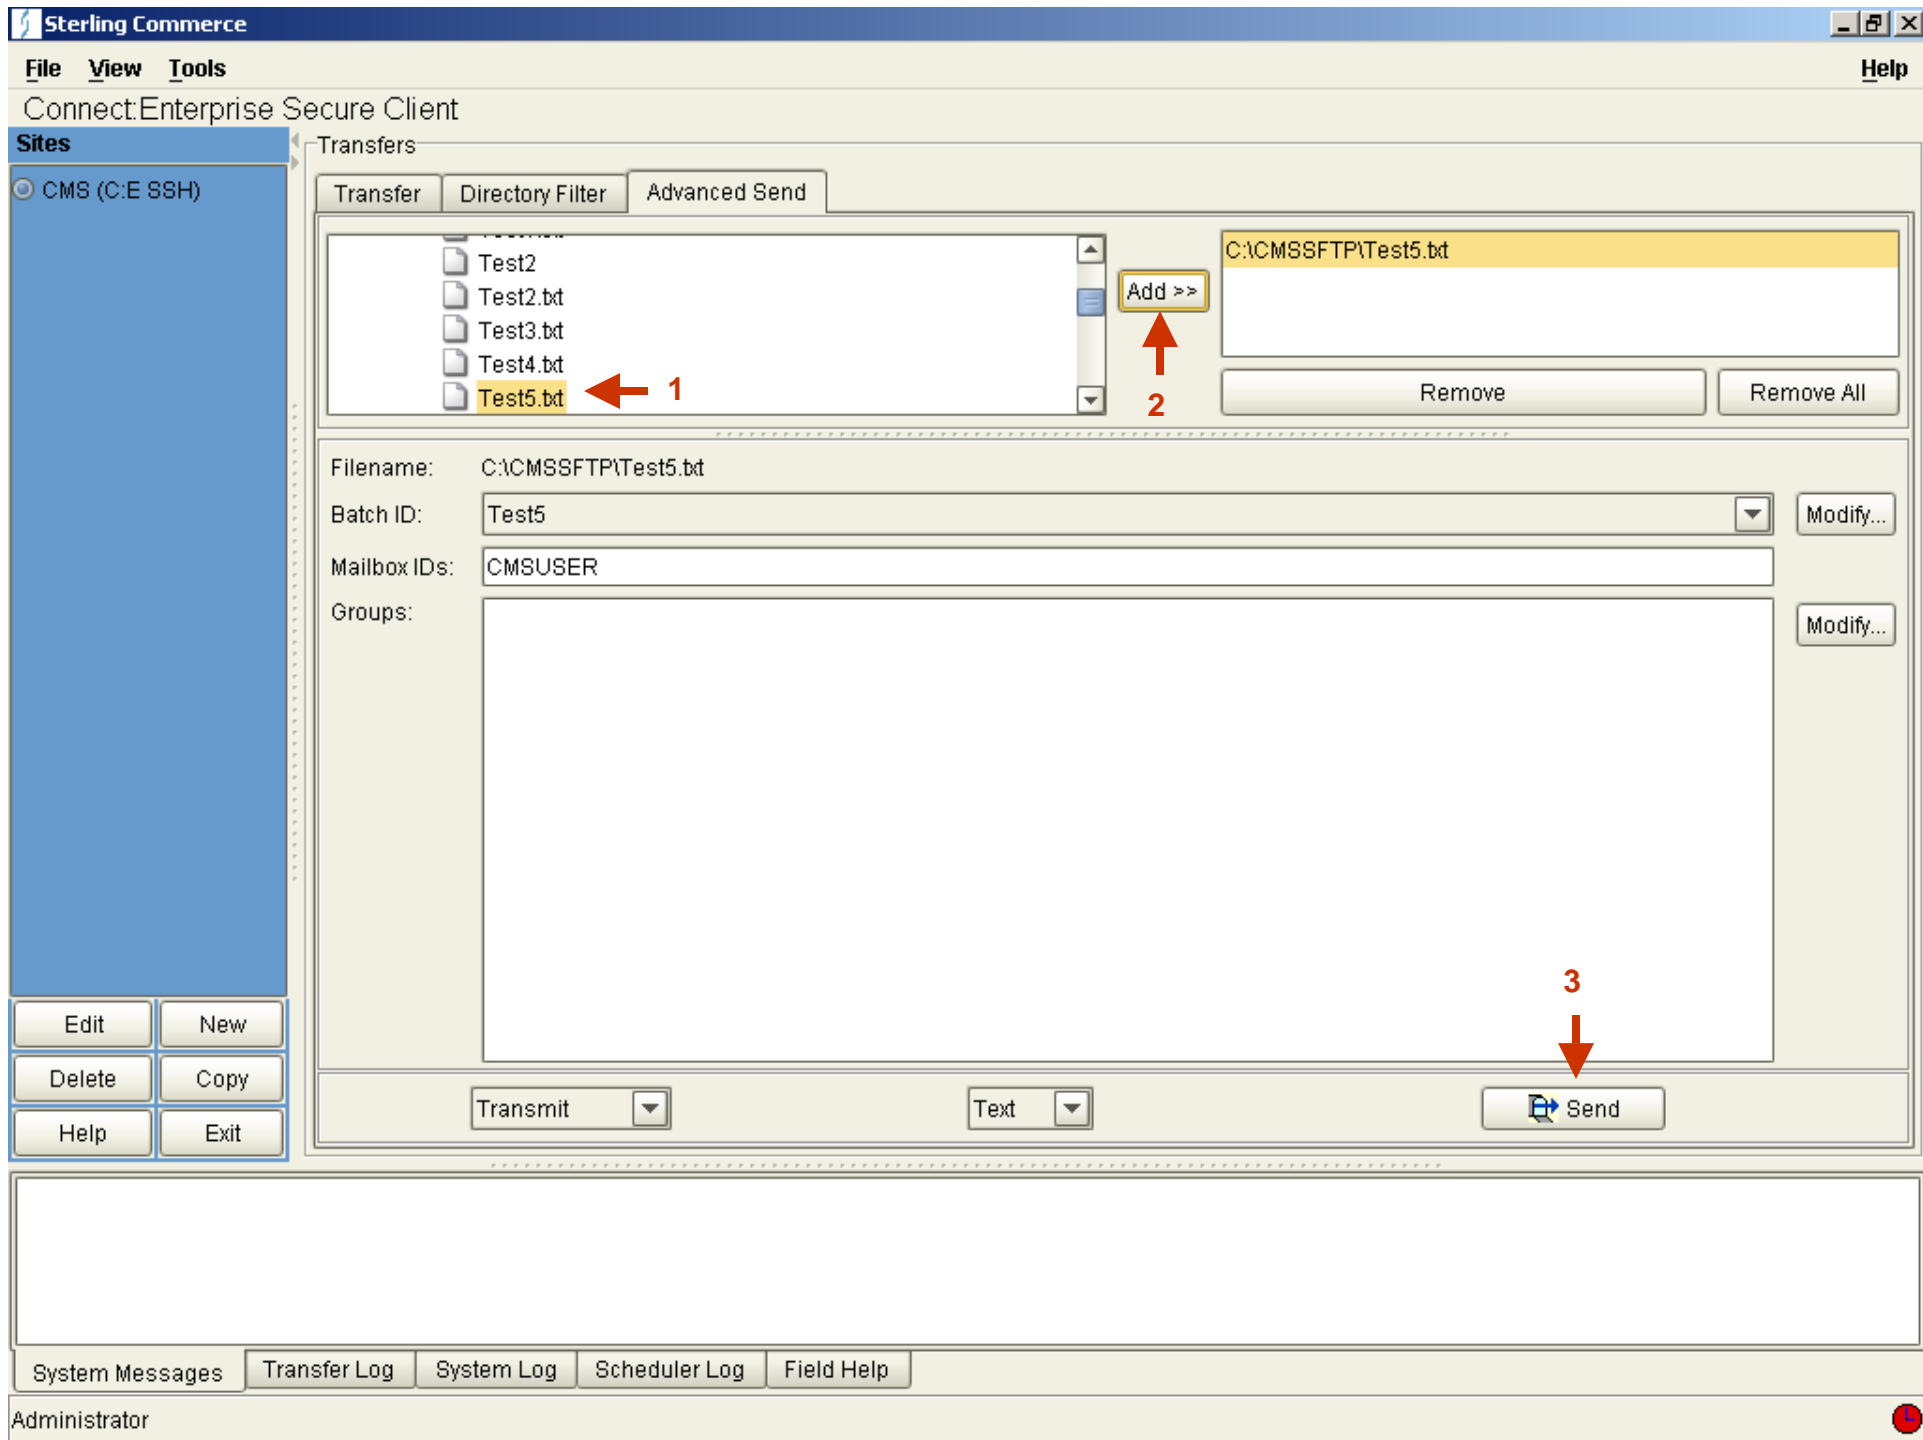 Sterling Commerce
File View Tools Help
Connect:Enterprise Secure Client
Sites
CMS (C:E SSH)
Transfers
Transfer Directory Filter Advanced Send
Test2
Test2.txt
Test3.txt
Test4.txt
Test5.txt
1
Add >>
2
C:\CMSSFTP\Test5.txt
Remove Remove All
Filename: C:\CMSSFTP\Test5.txt
Batch ID: Test5 Modify...
Mailbox IDs: CMSUSER
Groups: Modify...
3
Edit New
Delete Copy
Help Exit
Transmit Text Send
System Messages Transfer Log System Log Scheduler Log Field Help
Administrator